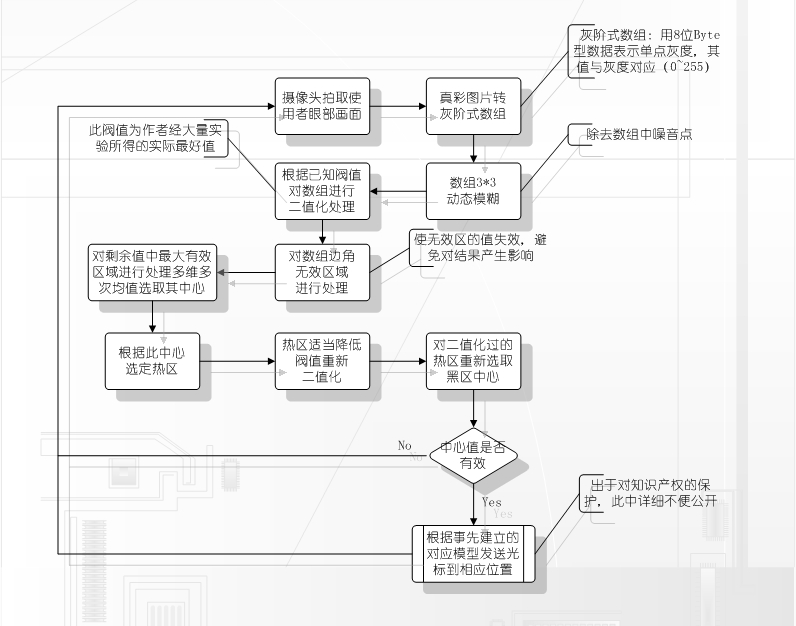 灰阶式数组: 用8位Byte
型数据表示单点灰度, 其
值与灰度对应 (0~255)
摄像头拍取使
用者眼部画面
真彩图片转
灰阶式数组
此阀值为作者经大量实
验所得的实际最好值
除去数组中噪音点
根据已知阀值
对数组进行
二值化处理
数组3*3
动态模糊
使无效区的值失效, 避
免对结果产生影响
对剩余值中最大有效
区域进行处理多维多
次均值选取其中心
对数组边角
无效区域
进行处理
根据此中心
选定热区
热区适当降低
阀值重新
二值化
对二值化过的
热区重新选取
黑区中心
No
中心值是否
有效
Yes
出于对知识产权的保
护, 此中详细不便公开
根据事先建立的
对应模型发送光
标到相应位置